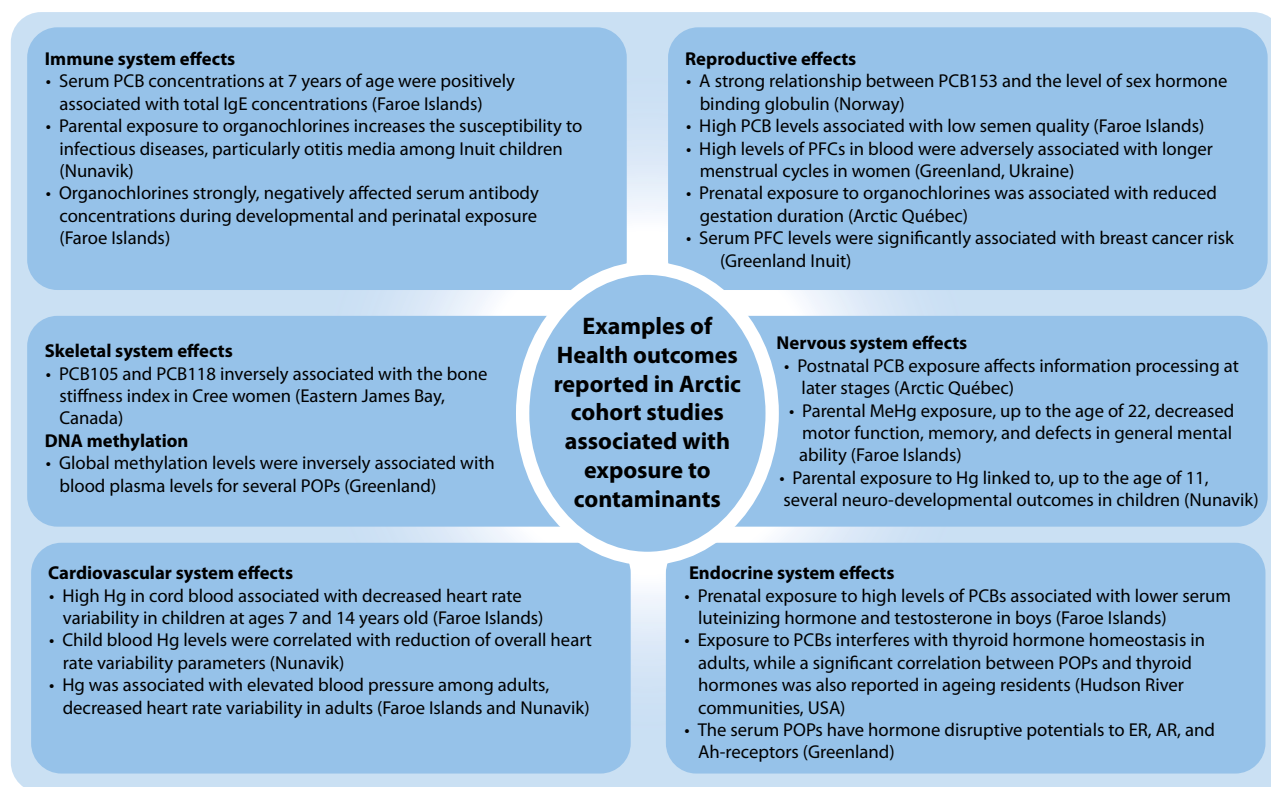 Immune system effects
• Serum PCB concentrations at 7 years of age were positively
associated with total IgE concentrations (Faroe Islands)
• Parental exposure to organochlorines increases the susceptibility to
infectious diseases, particularly otitis media among Inuit children
(Nunavik)
• Organochlorines strongly, negatively affected serum antibody
concentrations during developmental and perinatal exposure
(Faroe Islands)
Reproductive effects
• A strong relationship between PCB153 and the level of sex hormone
binding globulin (Norway)
• High PCB levels associated with low semen quality (Faroe Islands)
• High levels of PFCs in blood were adversely associated with longer
menstrual cycles in women (Greenland, Ukraine)
• Prenatal exposure to organochlorines was associated with reduced
gestation duration (Arctic Québec)
• Serum PFC levels were significantly associated with breast cancer risk
(Greenland Inuit)
Skeletal system effects
• PCB105 and PCB118 inversely associated with the bone
stiffness index in Cree women (Eastern James Bay,
Canada)
DNA methylation
• Global methylation levels were inversely associated with
blood plasma levels for several POPs (Greenland)
Examples of
Health outcomes
reported in Arctic
cohort studies
associated with
exposure to
contaminants
Nervous system effects
• Postnatal PCB exposure affects information processing at
later stages (Arctic Québec)
• Parental MeHg exposure, up to the age of 22, decreased
motor function, memory, and defects in general mental
ability (Faroe Islands)
• Parental exposure to Hg linked to, up to the age of 11,
several neuro-developmental outcomes in children (Nunavik)
Cardiovascular system effects
• High Hg in cord blood associated with decreased heart rate
variability in children at ages 7 and 14 years old (Faroe Islands)
• Child blood Hg levels were correlated with reduction of overall heart
rate variability parameters (Nunavik)
• Hg was associated with elevated blood pressure among adults,
decreased heart rate variability in adults (Faroe Islands and Nunavik)
Endocrine system effects
• Prenatal exposure to high levels of PCBs associated with lower serum
luteinizing hormone and testosterone in boys (Faroe Islands)
• Exposure to PCBs interferes with thyroid hormone homeostasis in
adults, while a significant correlation between POPs and thyroid
hormones was also reported in ageing residents (Hudson River
communities, USA)
• The serum POPs have hormone disruptive potentials to ER, AR, and
Ah-receptors (Greenland)